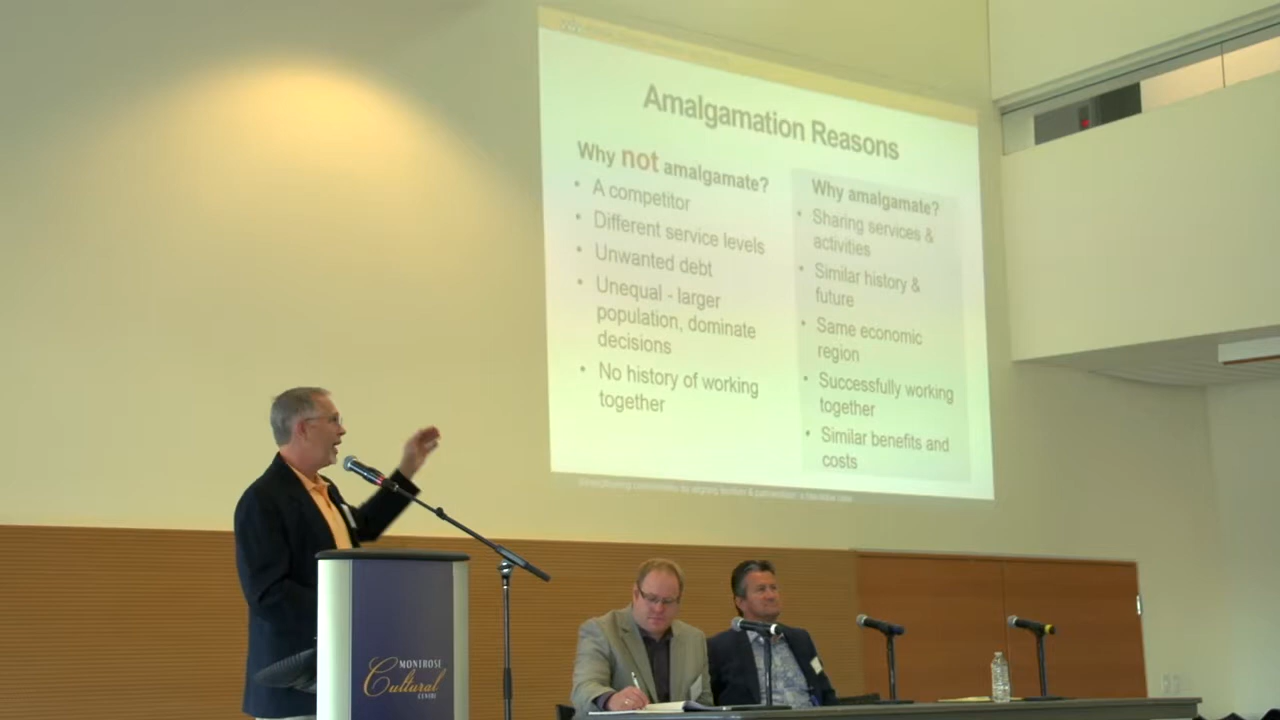 Amalgamation Reasons
Why not amalgamate?
• A competitor
• Different service levels
• Unwanted debt
• Unequal - larger
population, dominate
decisions
• No history of working
together
Why amalgamate?
• Sharing services &
activities
• Similar history &
future
• Same economic
region
• Successfully working
together
• Similar benefits and
costs
MONTROSE
Cultural
CENTRE